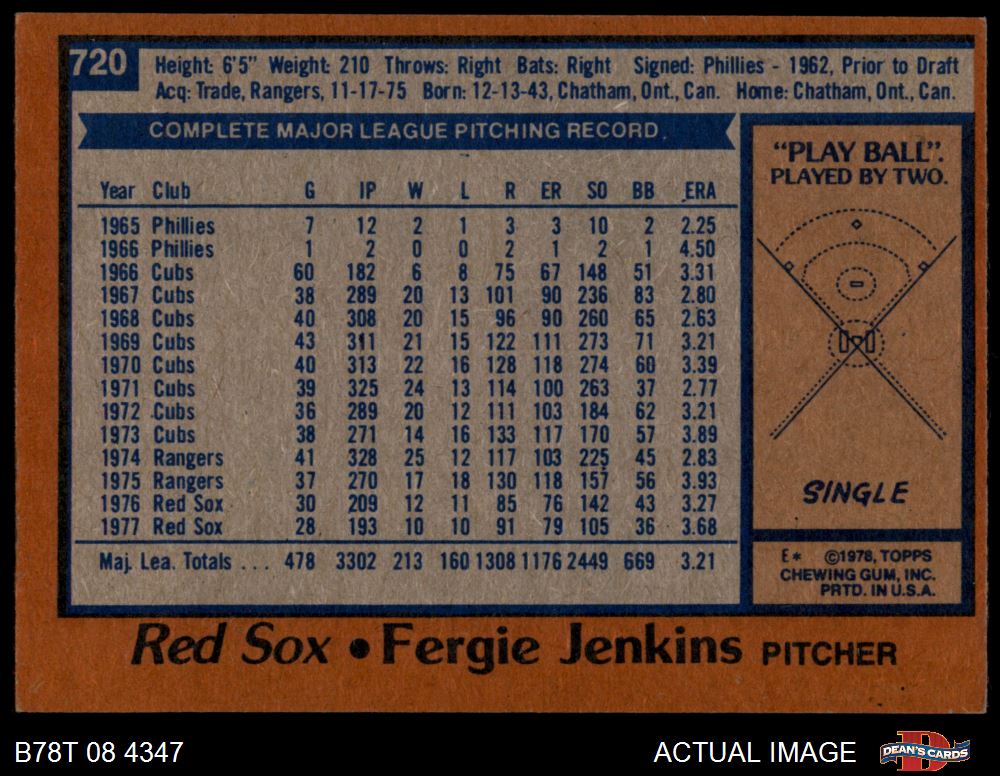 720
Height: 6'5" Weight: 210 Throws: Right Bats: Right Signed: Phillies - 1962, Prior to Draft
Acq: Trade, Rangers, 11-17-75 Born: 12-13-43, Chatham, Ont., Can. Home: Chatham, Ont., Can.
COMPLETE MAJOR LEAGUE PITCHING RECORD.
Year Club G IP W L R ER SO BB ERA
1965 Phillies 7 12 2 1 3 3 10 2 2.25
1966 Phillies 1 2 0 0 2 1 2 1 4.50
1966 Cubs 60 182 6 8 75 67 148 51 3.31
1967 Cubs 38 289 20 13 101 90 236 83 2.80
1968 Cubs 40 308 20 15 96 90 260 65 2.63
1969 Cubs 43 311 21 15 122 111 273 71 3.21
1970 Cubs 40 313 22 16 128 118 274 60 3.39
1971 Cubs 39 325 24 13 114 100 263 37 2.77
1972 Cubs 36 289 20 12 111 103 184 62 3.21
1973 Cubs 38 271 14 16 133 117 170 57 3.89
1974 Rangers 41 328 25 12 117 103 225 45 2.83
1975 Rangers 37 270 17 18 130 118 157 56 3.93
1976 Red Sox 30 209 12 11 85 76 142 43 3.27
1977 Red Sox 28 193 10 10 91 79 105 36 3.68
Maj. Lea. Totals ... 478 3302 213 160 1308 1176 2449 669 3.21
"PLAY BALL".
PLAYED BY TWO.
SINGLE
E* ©1978, TOPPS
CHEWING GUM, INC.
PRTD. IN U.S.A.
Red Sox • Fergie Jenkins PITCHER
B78T 08 4347
ACTUAL IMAGE
D
DEAN'S CARDS